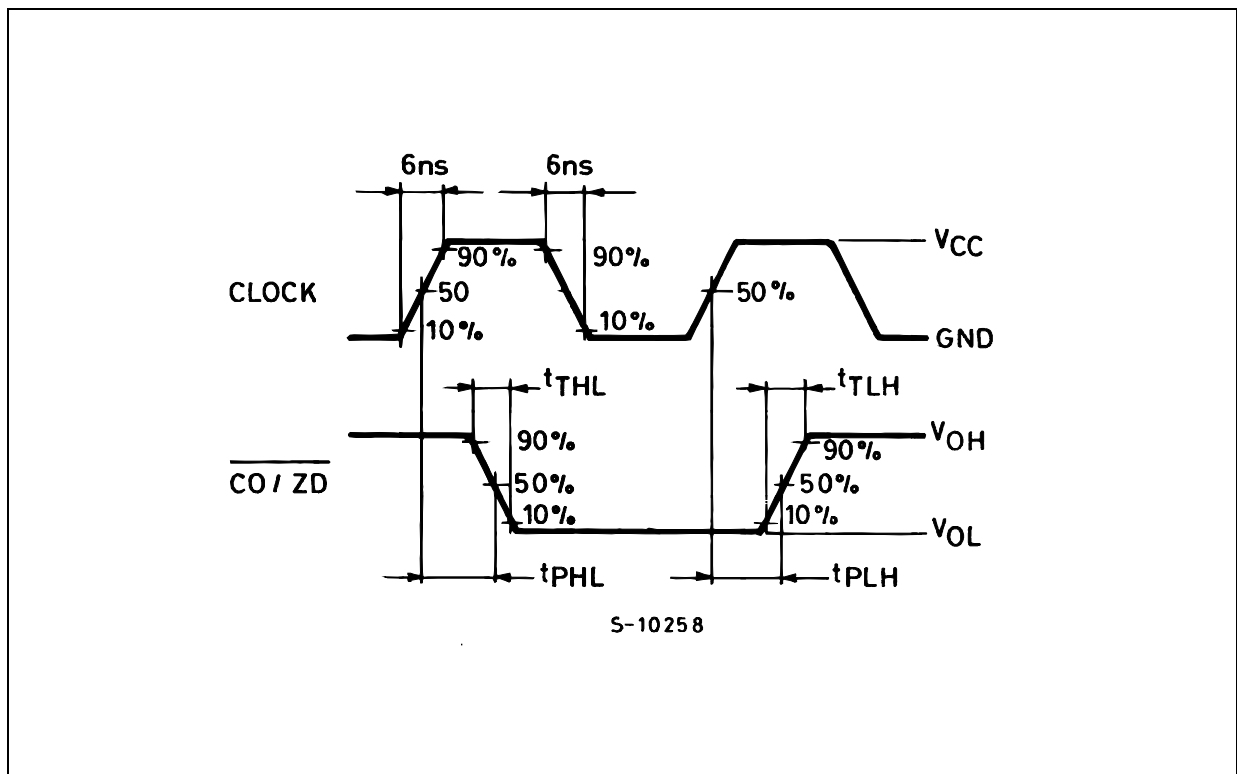 6ns 6ns
90% 90% VCC
CLOCK 50 50%
10% 10% GND
tTHL tTLH
90% VOH
90%
CO / ZD 50% 50%
10% 10%
VOL
tPHL tPLH
S-10258